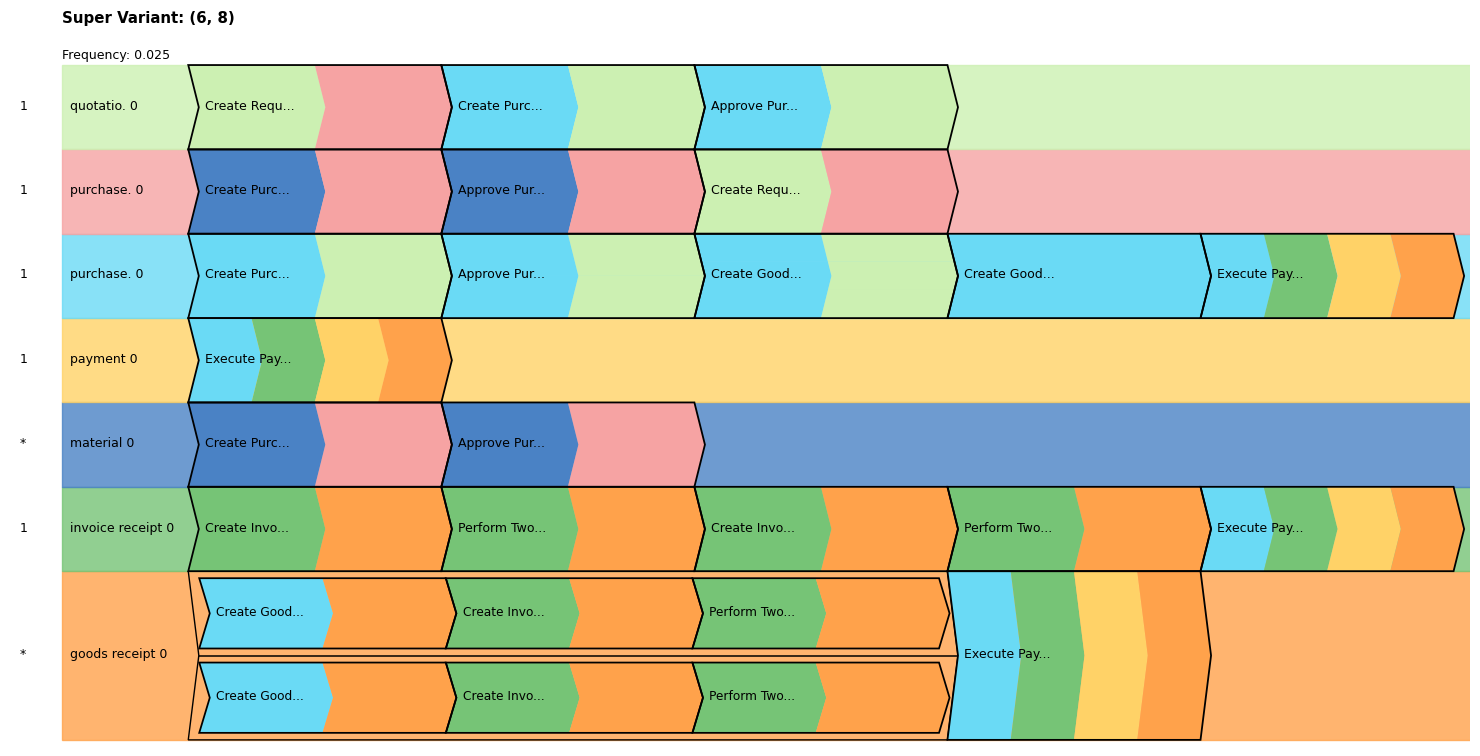 Super Variant: (6, 8)
Frequency: 0.025
1 quotatio. 0 Create Requ... Create Purc... Approve Pur...
1 purchase. 0 Create Purc... Approve Pur... Create Requ...
1 purchase. 0 Create Purc... Approve Pur... Create Good... Create Good... Execute Pay...
1 payment 0 Execute Pay...
* material 0 Create Purc... Approve Pur...
1 invoice receipt 0 Create Invo... Perform Two... Create Invo... Perform Two... Execute Pay...
Create Good... Create Invo... Perform Two...
* goods receipt 0 Execute Pay...
Create Good... Create Invo... Perform Two...